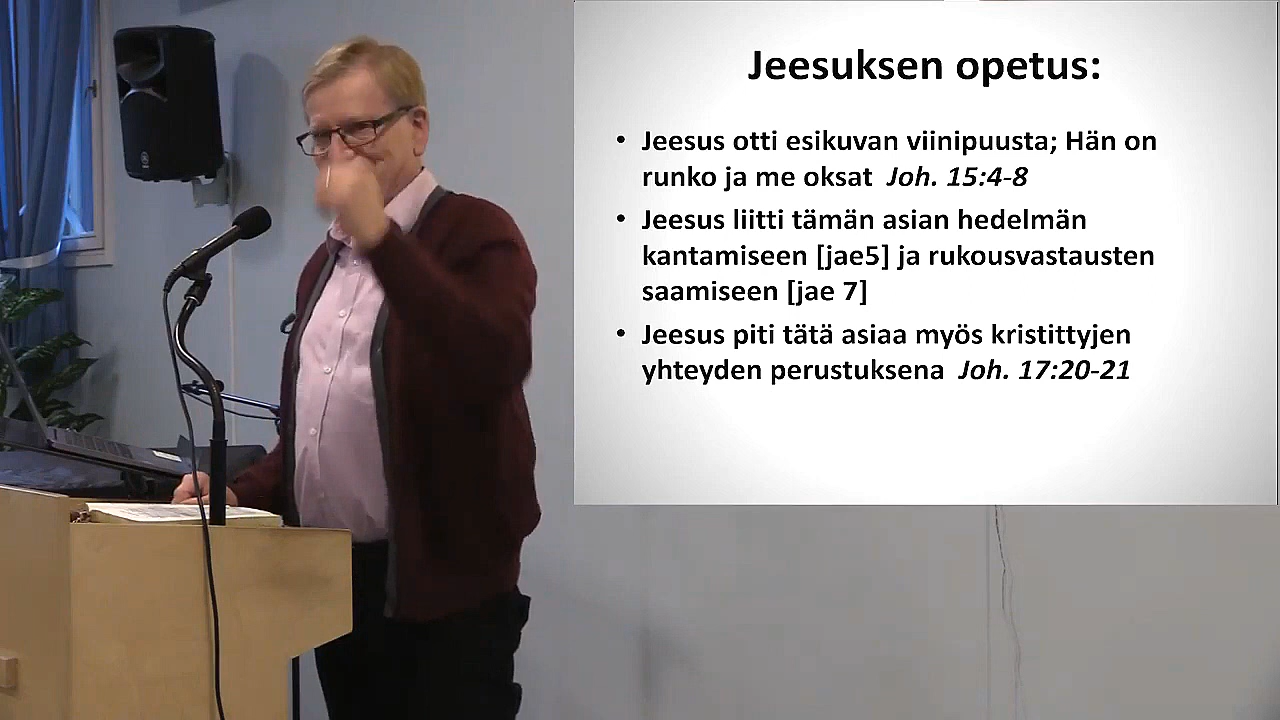 Jeesuksen opetus:
• Jeesus otti esikuvan viinipuusta; Hän on
runko ja me oksat Joh. 15:4-8
• Jeesus liitti tämän asian hedelmän
kantamiseen [jae5] ja rukousvastausten
saamiseen [jae 7]
• Jeesus piti tätä asiaa myös kristittyjen
yhteyden perustuksena Joh. 17:20-21